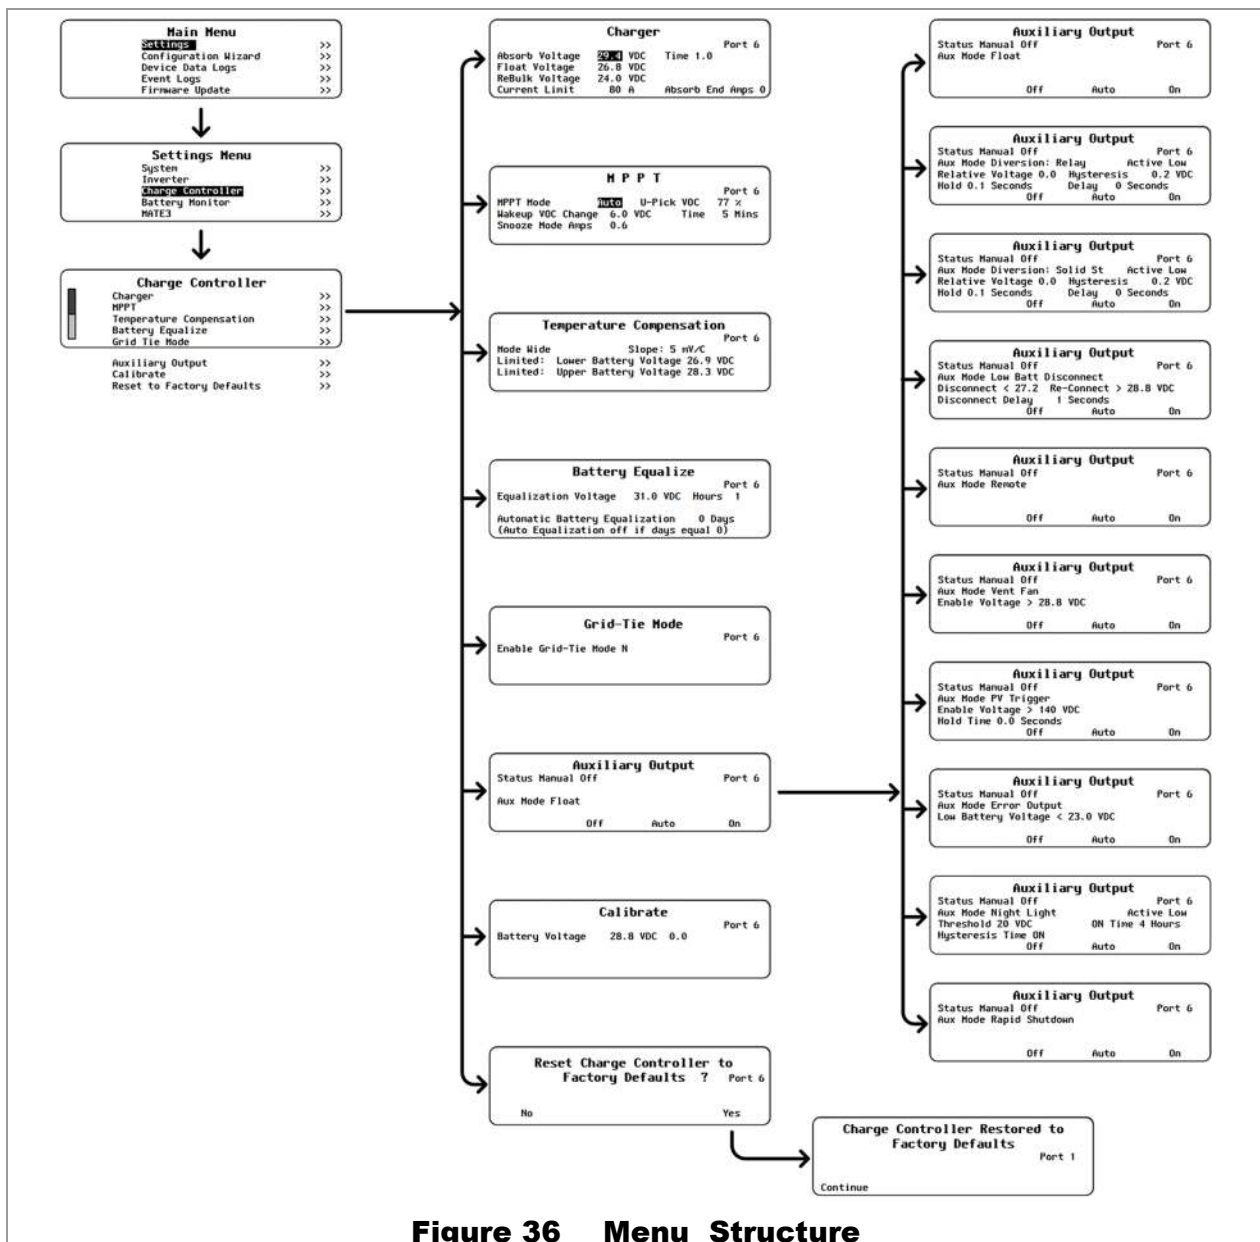 Main Menu
Settings >>
Configuration Wizard >>
Device Data Logs >>
Event Logs >>
Firmware Update >>
Settings Menu
System >>
Inverter >>
Charge Controller >>
Battery Monitor >>
MATE3 >>
Charge Controller
Charger >>
MPPT >>
Temperature Compensation >>
Battery Equalize >>
Grid Tie Mode >>
Auxiliary Output >>
Calibrate >>
Reset to Factory Defaults >>
Charger
Port 6
Absorb Voltage 29.4 VDC Time 1.0
Float Voltage 26.8 VDC
ReBulk Voltage 24.0 VDC
Current Limit 80 A Absorb End Amps 0
M P P T
Port 6
MPPT Mode Auto U-Pick VOC 77 %
Wakeup VOC Change 6.0 VDC Time 5 Mins
Snooze Mode Amps 0.6
Temperature Compensation
Port 6
Mode Wide Slope: 5 mV/C
Limited: Lower Battery Voltage 26.9 VDC
Limited: Upper Battery Voltage 28.3 VDC
Battery Equalize
Port 6
Equalization Voltage 31.0 VDC Hours 1
Automatic Battery Equalization 0 Days
(Auto Equalization off if days equal 0)
Grid-Tie Mode
Port 6
Enable Grid-Tie Mode N
Auxiliary Output
Status Manual Off Port 6
Aux Mode Float
Off Auto On
Calibrate
Port 6
Battery Voltage 28.8 VDC 0.0
Reset Charge Controller to
Factory Defaults ? Port 6
No Yes
Charge Controller Restored to
Factory Defaults
Port 1
Continue
Auxiliary Output
Status Manual Off Port 6
Aux Mode Float
Off Auto On
Auxiliary Output
Status Manual Off Port 6
Aux Mode Diversion: Relay Active Low
Relative Voltage 0.0 Hysteresis 0.2 VDC
Hold 0.1 Seconds Delay 0 Seconds
Off Auto On
Auxiliary Output
Status Manual Off Port 6
Aux Mode Diversion: Solid St Active Low
Relative Voltage 0.0 Hysteresis 0.2 VDC
Hold 0.1 Seconds Delay 0 Seconds
Off Auto On
Auxiliary Output
Status Manual Off Port 6
Aux Mode Low Batt Disconnect
Disconnect < 27.2 Re-Connect > 28.8 VDC
Disconnect Delay 1 Seconds
Off Auto On
Auxiliary Output
Status Manual Off Port 6
Aux Mode Remote
Off Auto On
Auxiliary Output
Status Manual Off Port 6
Aux Mode Vent Fan
Enable Voltage > 28.8 VDC
Off Auto On
Auxiliary Output
Status Manual Off Port 6
Aux Mode PV Trigger
Enable Voltage > 140 VDC
Hold Time 0.0 Seconds
Off Auto On
Auxiliary Output
Status Manual Off Port 6
Aux Mode Error Output
Low Battery Voltage < 23.0 VDC
Off Auto On
Auxiliary Output
Status Manual Off Port 6
Aux Mode Night Light Active Low
Threshold 20 VDC ON Time 4 Hours
Hysteresis Time ON
Off Auto On
Auxiliary Output
Status Manual Off Port 6
Aux Mode Rapid Shutdown
Off Auto On
Figure 36 Menu Structure